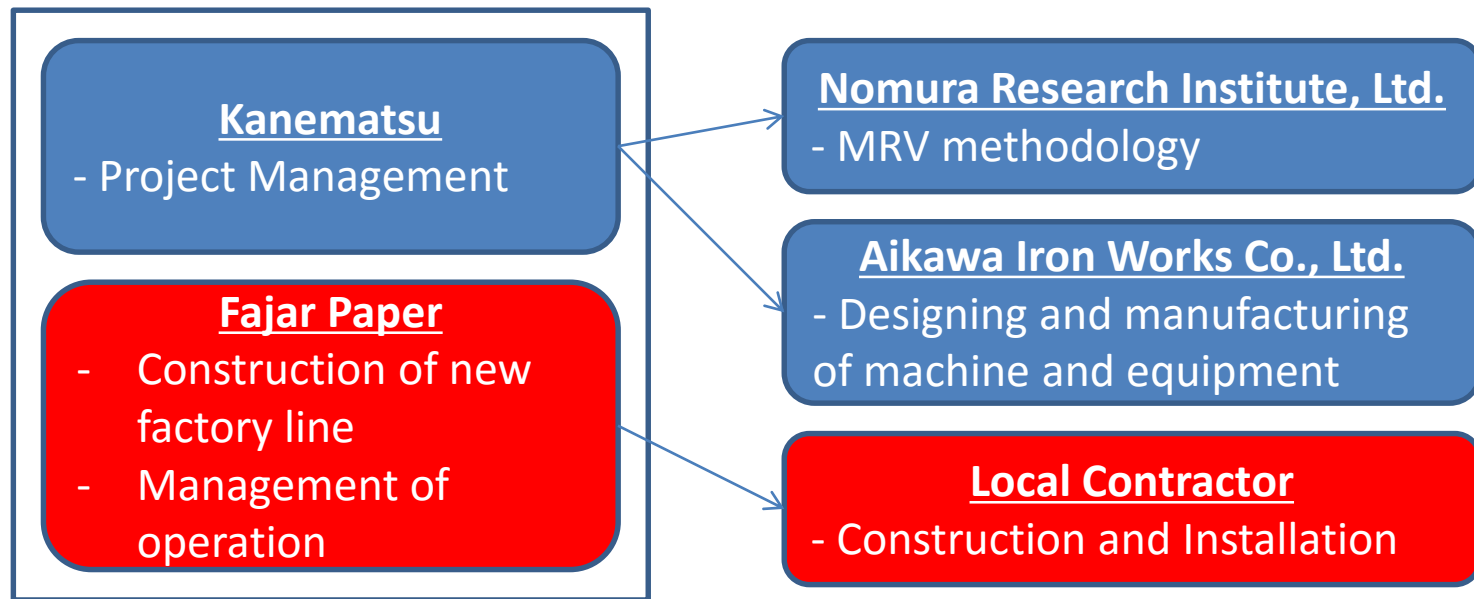 Kanematsu
- Project Management
Fajar Paper
- Construction of new
factory line
- Management of
operation
Nomura Research Institute, Ltd.
- MRV methodology
Aikawa Iron Works Co., Ltd.
- Designing and manufacturing
of machine and equipment
Local Contractor
- Construction and Installation